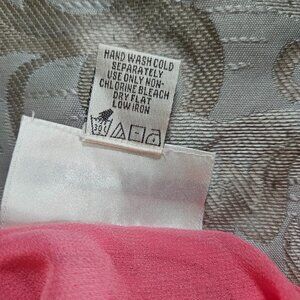 HAND WASH COLD
SEPARATELY
USE ONLY NON-
CHLORINE BLEACH
DRY FLAT
LOW IRON